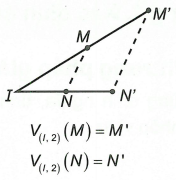 M'
M
I
N
N'
V(I, 2) (M) = M'
V(I, 2) (N) = N'